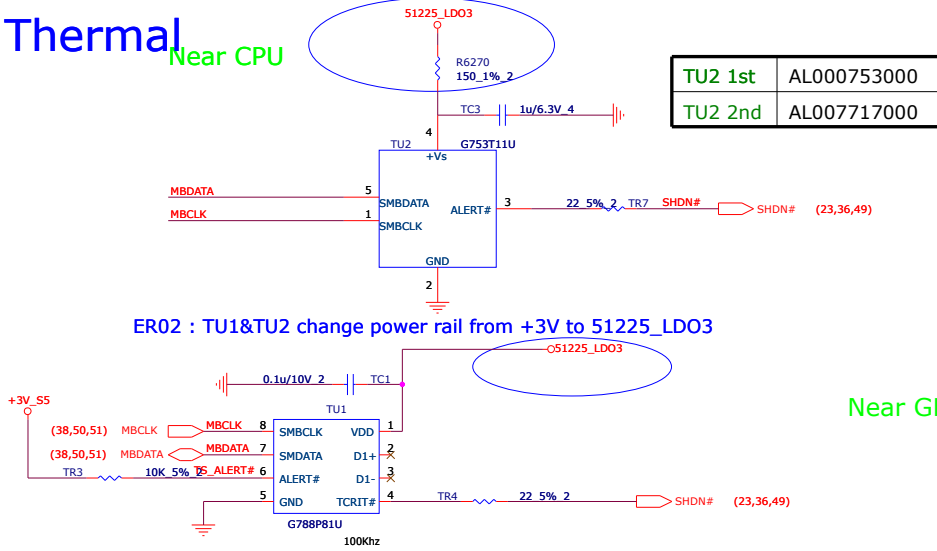 Thermal
Near CPU
51225_LDO3
R6270
150_1%_2
TU2 1st AL000753000
TU2 2nd AL007717000
TC3 1u/6.3V_4
4
TU2 G753T11U
+Vs
MBDATA 5 SMBDATA
MBCLK 1 SMBCLK
ALERT# 3 22_5%_2 TR7 SHDN# SHDN# (23,36,49)
GND
2
ER02 : TU1&TU2 change power rail from +3V to 51225_LDO3
51225_LDO3
0.1u/10V_2 TC1
+3V_S5
Near
TU1
(38,50,51) MBCLK MBCLK 8 SMBCLK VDD 1
(38,50,51) MBDATA MBDATA 7 SMDATA D1+ 2
TR3 10K_5%_2 TS_ALERT# 6 ALERT# D1- 3
5 GND TCRIT# 4 TR4 22_5%_2 SHDN# (23,36,49)
G788P81U
100Khz